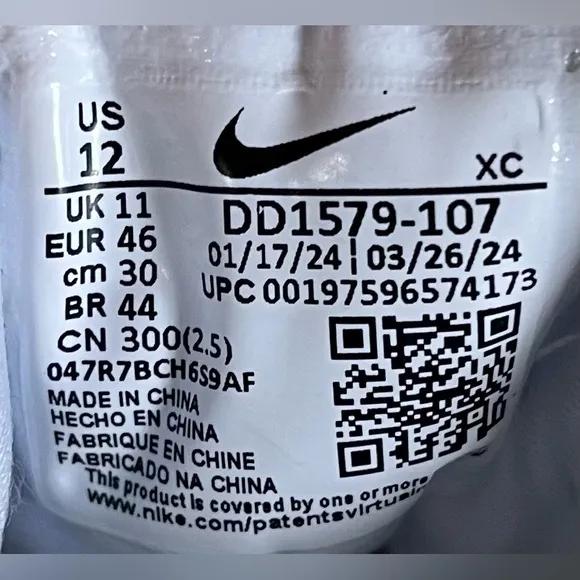 US
12
XC
UK 11
EUR 46
cm 30
BR 44
CN 300(2.5)
DD1579-107
01/17/24 | 03/26/24
UPC 00197596574173
047R7BCH6S9AF
MADE IN CHINA
HECHO EN CHINA
FABRIQUE EN CHINE
FABRICADO NA CHINA
This product is covered by one or more
www.nike.com/patents